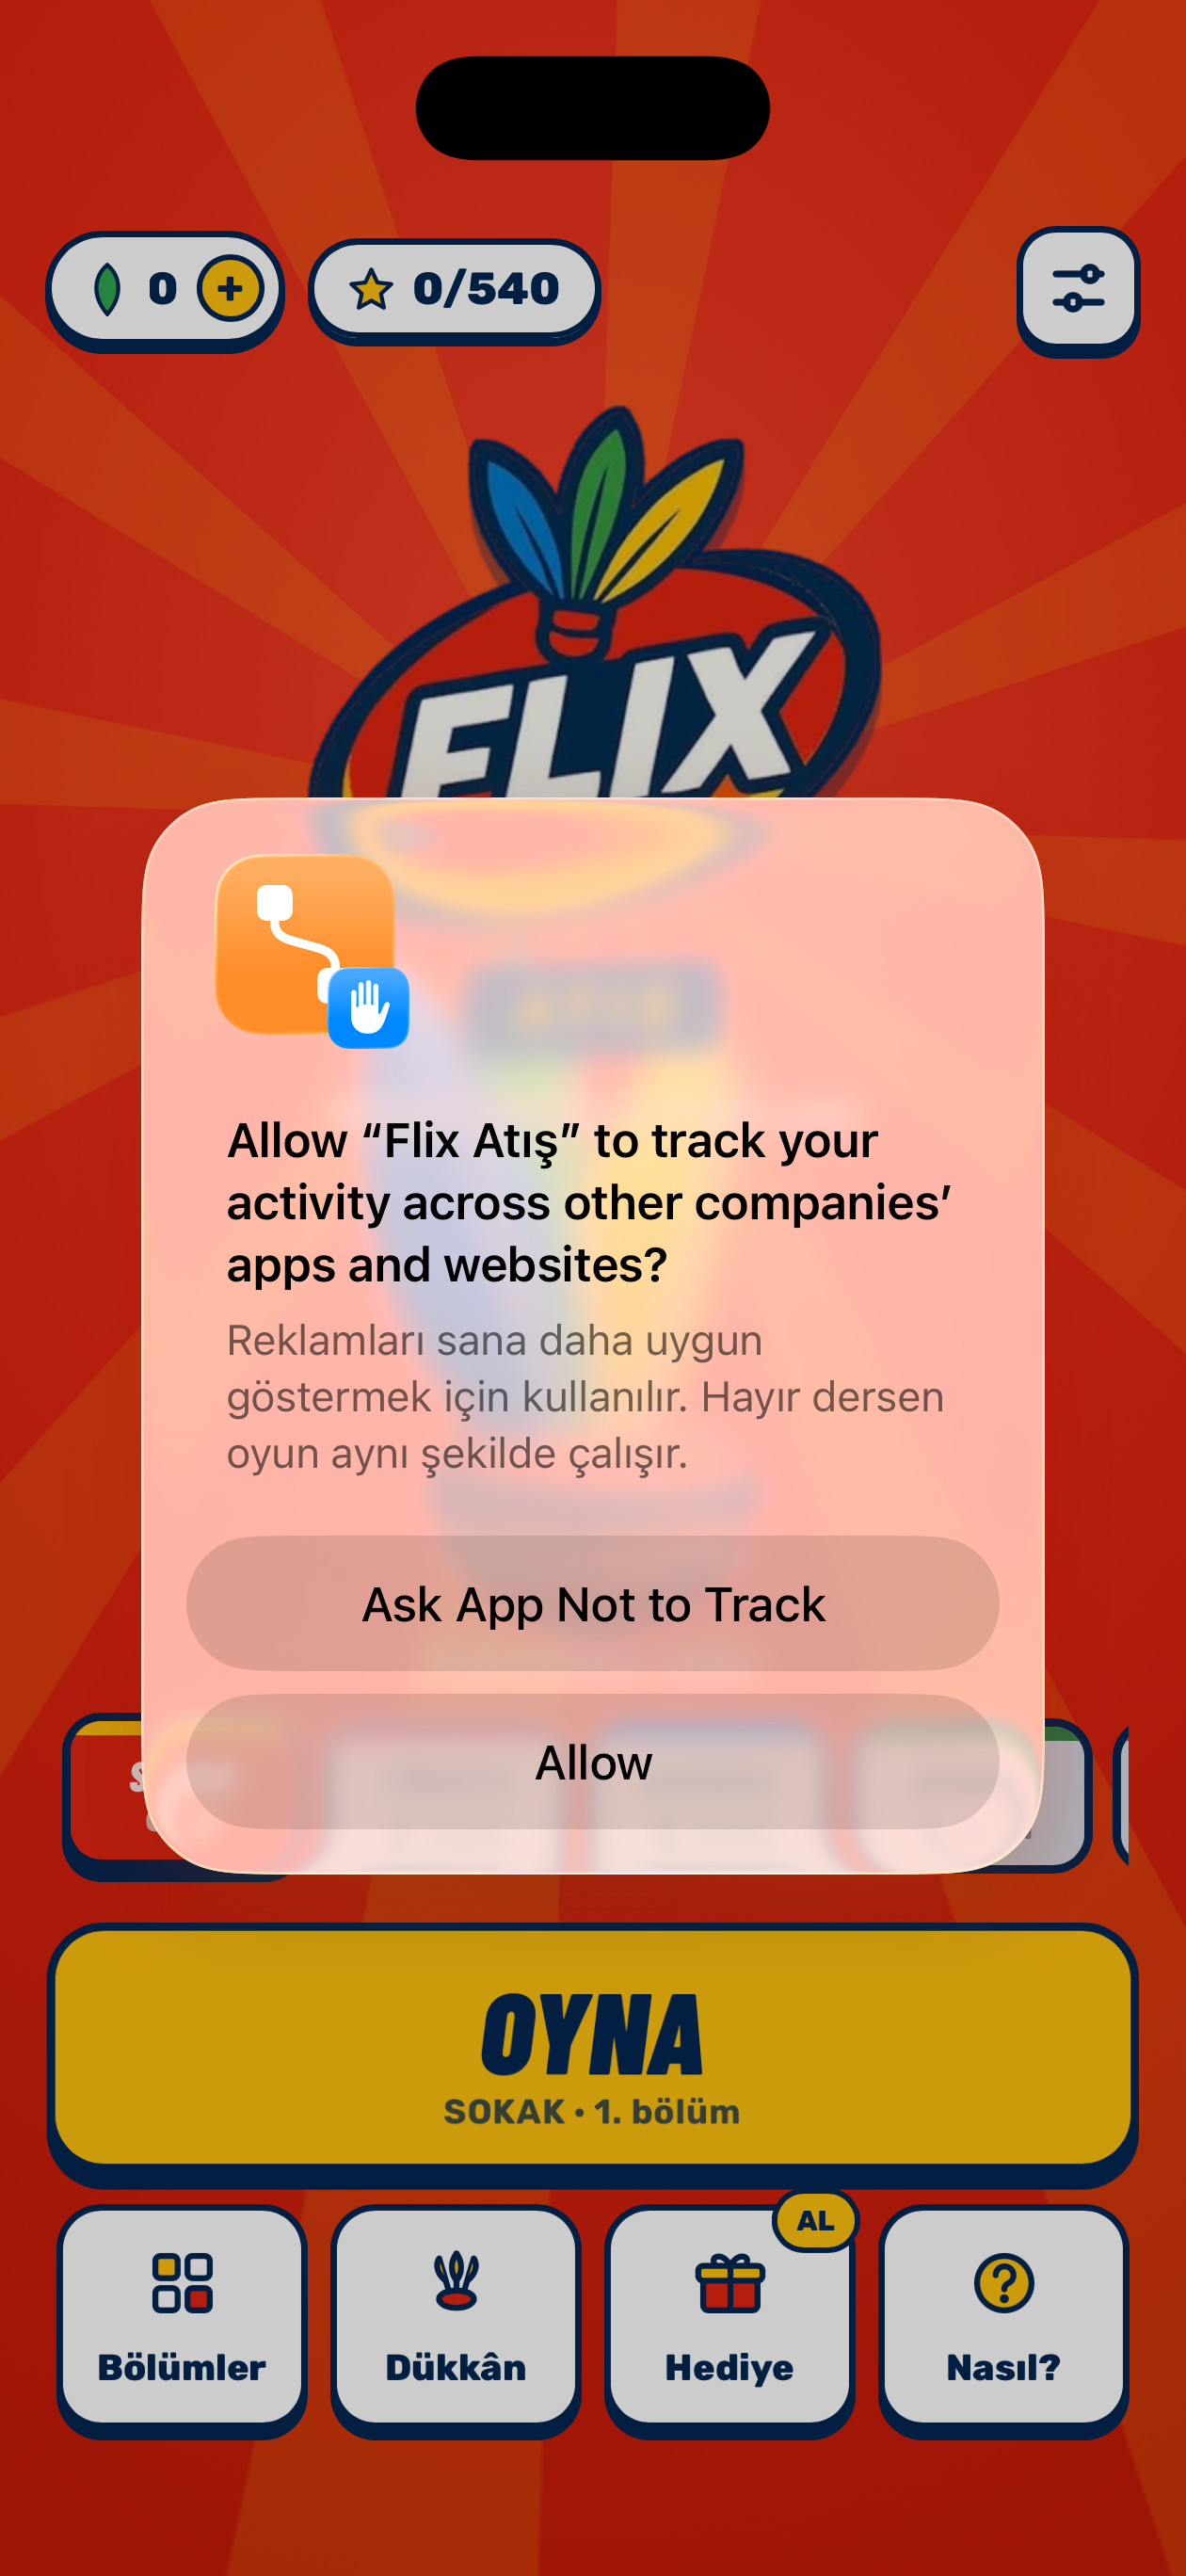 0
0/540
FLIX
Allow “Flix Atış” to track your
activity across other companies’
apps and websites?
Reklamları sana daha uygun
göstermek için kullanılır. Hayır dersen
oyun aynı şekilde çalışır.
Ask App Not to Track
Allow
OYNA
SOKAK · 1. bölüm
AL
Bölümler
Dükkân
Hediye
Nasıl?